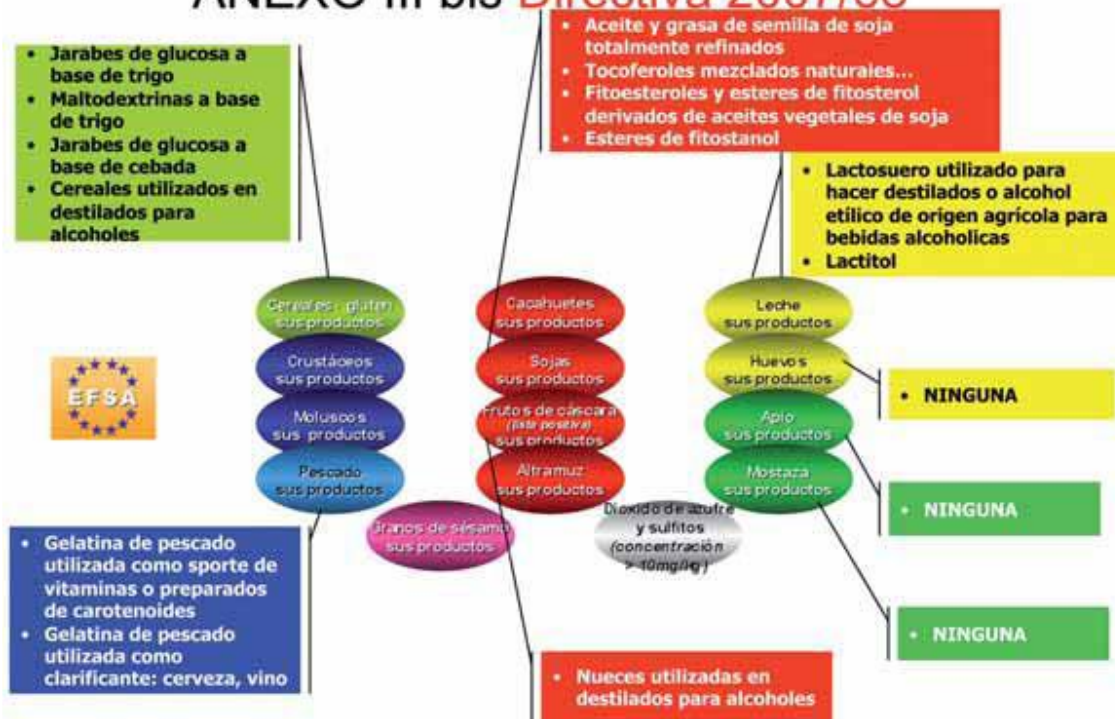 ANEXO III bis Directiva 2007/68
• Jarabes de glucosa a
base de trigo
• Maltodextrinas a base
de trigo
• Jarabes de glucosa a
base de cebada
• Cereales utilizados en
destilados para
alcoholes
• Aceite y grasa de semilla de soja
totalmente refinados
• Tocoferoles mezclados naturales...
• Fitoesteroles y esteres de fitosterol
derivados de aceites vegetales de soja
• Esteres de fitostanol
• Lactosuero utilizado para
hacer destilados o alcohol
etílico de origen agrícola para
bebidas alcoholicas
• Lactitol
Cereales - gluten
sus productos
Crustáceos
sus productos
Moluscos
sus productos
Pescado
sus productos
Cacahuetes
sus productos
Sojas
sus productos
Frutos de cáscara
(lista positiva)
sus productos
Altramuz
sus productos
Leche
sus productos
Huevos
sus productos
Apio
sus productos
Mostaza
sus productos
Granos de sésamo
sus productos
Dioxido de azufre
y sulfitos
(concentración
> 10mg/kg)
EFSA
• NINGUNA
• NINGUNA
• NINGUNA
• Gelatina de pescado
utilizada como sporte de
vitaminas o preparados
de carotenoides
• Gelatina de pescado
utilizada como
clarificante: cerveza, vino
• Nueces utilizadas en
destilados para alcoholes